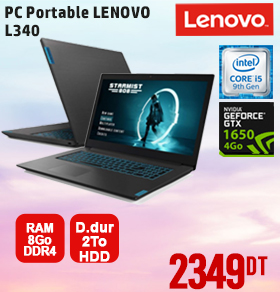 PC Portable LENOVO
L340
Lenovo
intel
CORE i5
9th Gen
NVIDIA
GEFORCE
GTX
1650
4Go
STARMIST
RAM
8Go
DDR4
D.dur
2To
HDD
2349DT